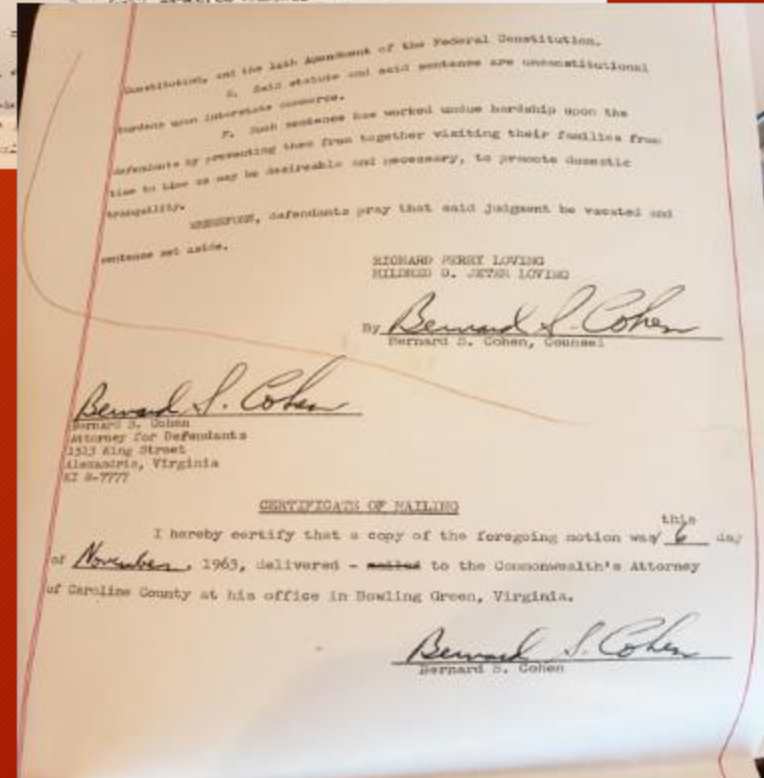 Constitution, and the 14th Amendment of the Federal Constitution.
E. Said statute and said sentence are unconstitutional
burdens upon interstate commerce.
F. Such sentence has worked undue hardship upon the
defendants by preventing them from together visiting their families from
time to time as may be desireable and necessary, to promote domestic
tranquility.
WHEREFORE, defendants pray that said judgment be vacated and
sentence set aside.
RICHARD PERRY LOVING
MILDRED D. JETER LOVING
By Bernard S. Cohen
Bernard S. Cohen, Counsel
Bernard S. Cohen
Bernard S. Cohen
Attorney for Defendants
1513 King Street
Alexandria, Virginia
KI 8-7777
CERTIFICATE OF MAILING
this
I hereby certify that a copy of the foregoing motion was 6 day
of November, 1963, delivered - mailed to the Commonwealth's Attorney
of Caroline County at his office in Bowling Green, Virginia.
Bernard S. Cohen
Bernard S. Cohen